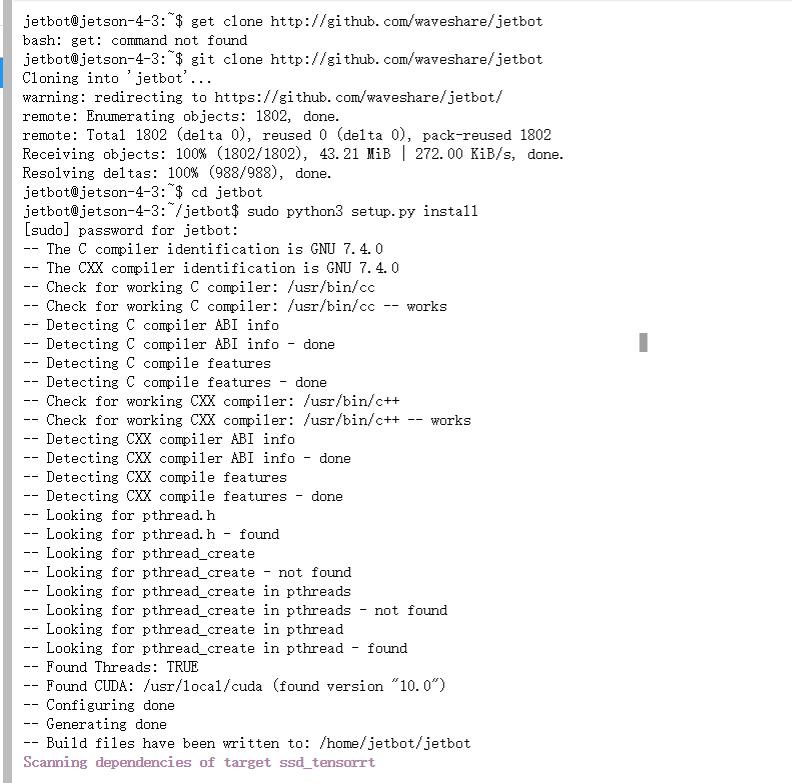 jetbot@jetson-4-3:~$ get clone http://github.com/waveshare/jetbot
bash: get: command not found
jetbot@jetson-4-3:~$ git clone http://github.com/waveshare/jetbot
Cloning into 'jetbot'...
warning: redirecting to https://github.com/waveshare/jetbot/
remote: Enumerating objects: 1802, done.
remote: Total 1802 (delta 0), reused 0 (delta 0), pack-reused 1802
Receiving objects: 100% (1802/1802), 43.21 MiB | 272.00 KiB/s, done.
Resolving deltas: 100% (988/988), done.
jetbot@jetson-4-3:~$ cd jetbot
jetbot@jetson-4-3:~/jetbot$ sudo python3 setup.py install
[sudo] password for jetbot:
-- The C compiler identification is GNU 7.4.0
-- The CXX compiler identification is GNU 7.4.0
-- Check for working C compiler: /usr/bin/cc
-- Check for working C compiler: /usr/bin/cc -- works
-- Detecting C compiler ABI info
-- Detecting C compiler ABI info - done
-- Detecting C compile features
-- Detecting C compile features - done
-- Check for working CXX compiler: /usr/bin/c++
-- Check for working CXX compiler: /usr/bin/c++ -- works
-- Detecting CXX compiler ABI info
-- Detecting CXX compiler ABI info - done
-- Detecting CXX compile features
-- Detecting CXX compile features - done
-- Looking for pthread.h
-- Looking for pthread.h - found
-- Looking for pthread_create
-- Looking for pthread_create - not found
-- Looking for pthread_create in pthreads
-- Looking for pthread_create in pthreads - not found
-- Looking for pthread_create in pthread
-- Looking for pthread_create in pthread - found
-- Found Threads: TRUE
-- Found CUDA: /usr/local/cuda (found version "10.0")
-- Configuring done
-- Generating done
-- Build files have been written to: /home/jetbot/jetbot
Scanning dependencies of target ssd_tensorrt